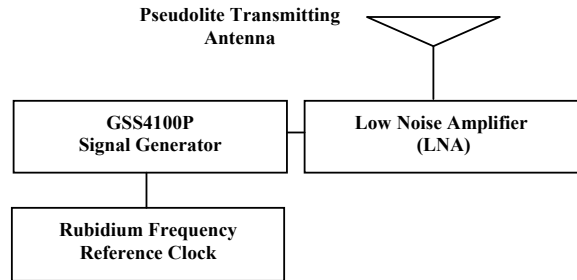 Pseudolite Transmitting
Antenna
GSS4100P
Signal Generator
Low Noise Amplifier
(LNA)
Rubidium Frequency
Reference Clock